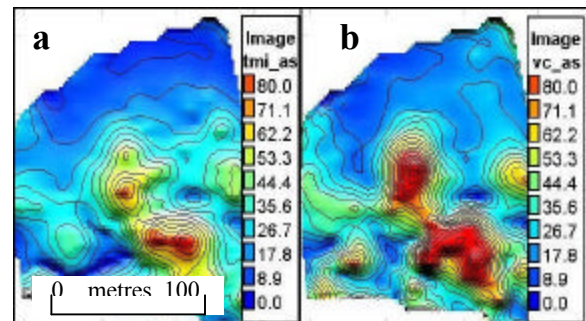 a
Image
tmi_as
80.0
71.1
62.2
53.3
44.4
35.6
26.7
17.8
8.9
0.0
0 metres 100
b
Image
vc_as
80.0
71.1
62.2
53.3
44.4
35.6
26.7
17.8
8.9
0.0